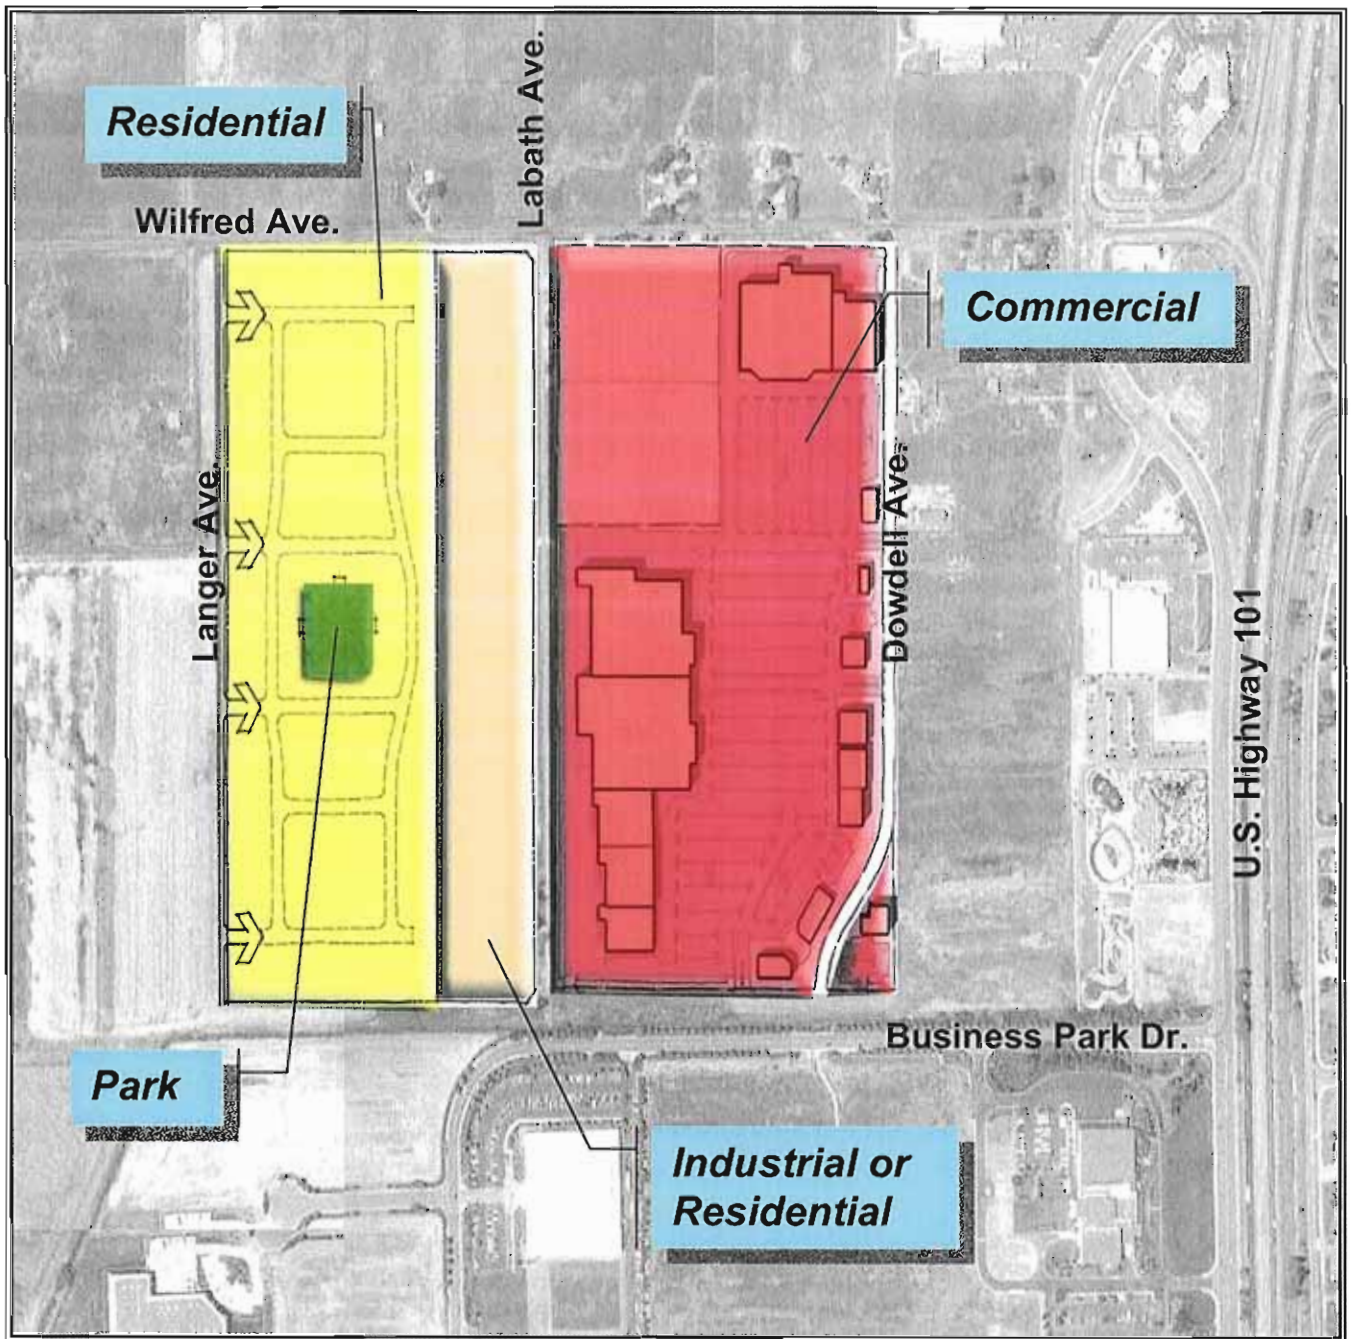 Residential
Labath Ave.
Wilfred Ave.
Commercial
Langer Ave.
Dowdell Ave.
U.S. Highway 101
Business Park Dr.
Park
Industrial or
Residential